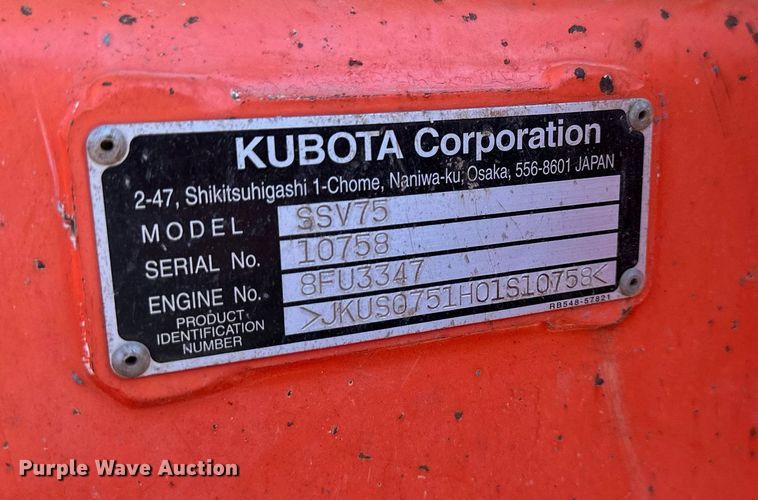 KUBOTA Corporation
2-47, Shikitsuhigashi 1-Chome, Naniwa-ku, Osaka, 556-8601 JAPAN
MODEL SSV75
SERIAL No. 10758
ENGINE No. 8FU3347
PRODUCT IDENTIFICATION NUMBER >JKUS0751H01S10758<
RB548-57821
Purple Wave Auction